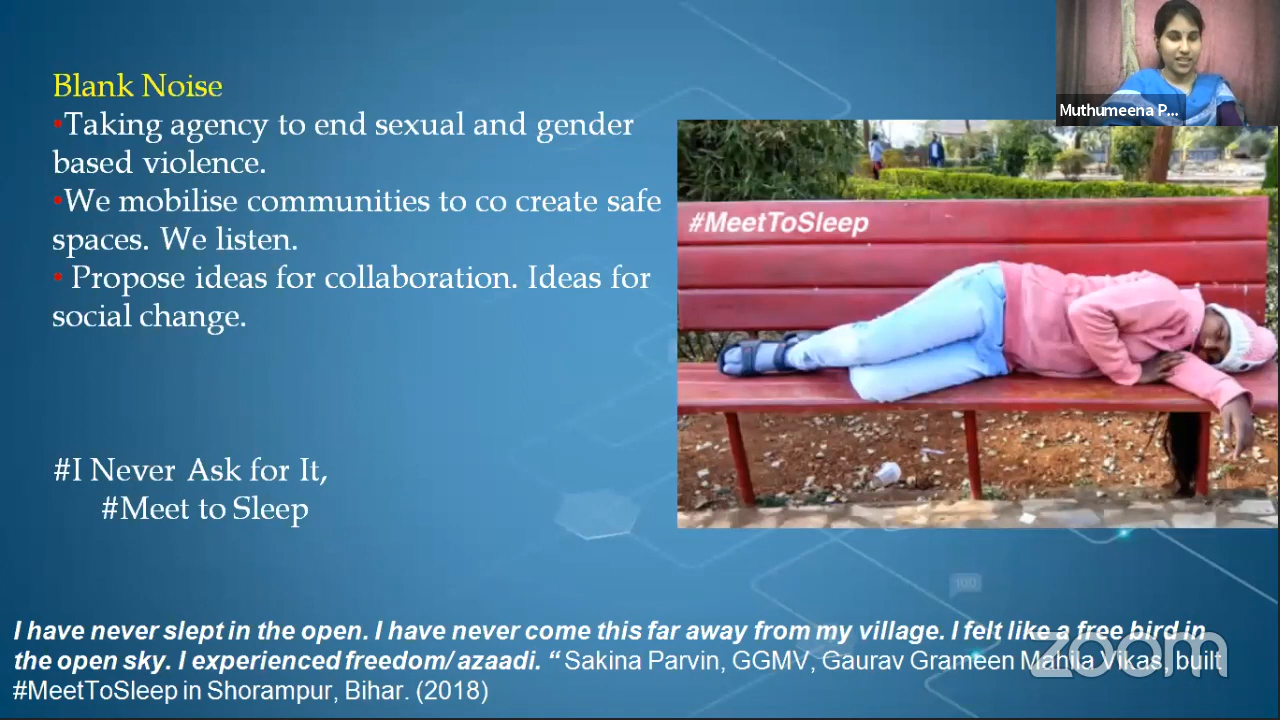 Blank Noise
•Taking agency to end sexual and gender
based violence.
•We mobilise communities to co create safe
spaces. We listen.
• Propose ideas for collaboration. Ideas for
social change.
#I Never Ask for It,
#Meet to Sleep
Muthumeena P...
#MeetToSleep
I have never slept in the open. I have never come this far away from my village. I felt like a free bird in
the open sky. I experienced freedom/ azaadi. “ Sakina Parvin, GGMV, Gaurav Grameen Mahila Vikas, built
#MeetToSleep in Shorampur, Bihar. (2018)
zoom